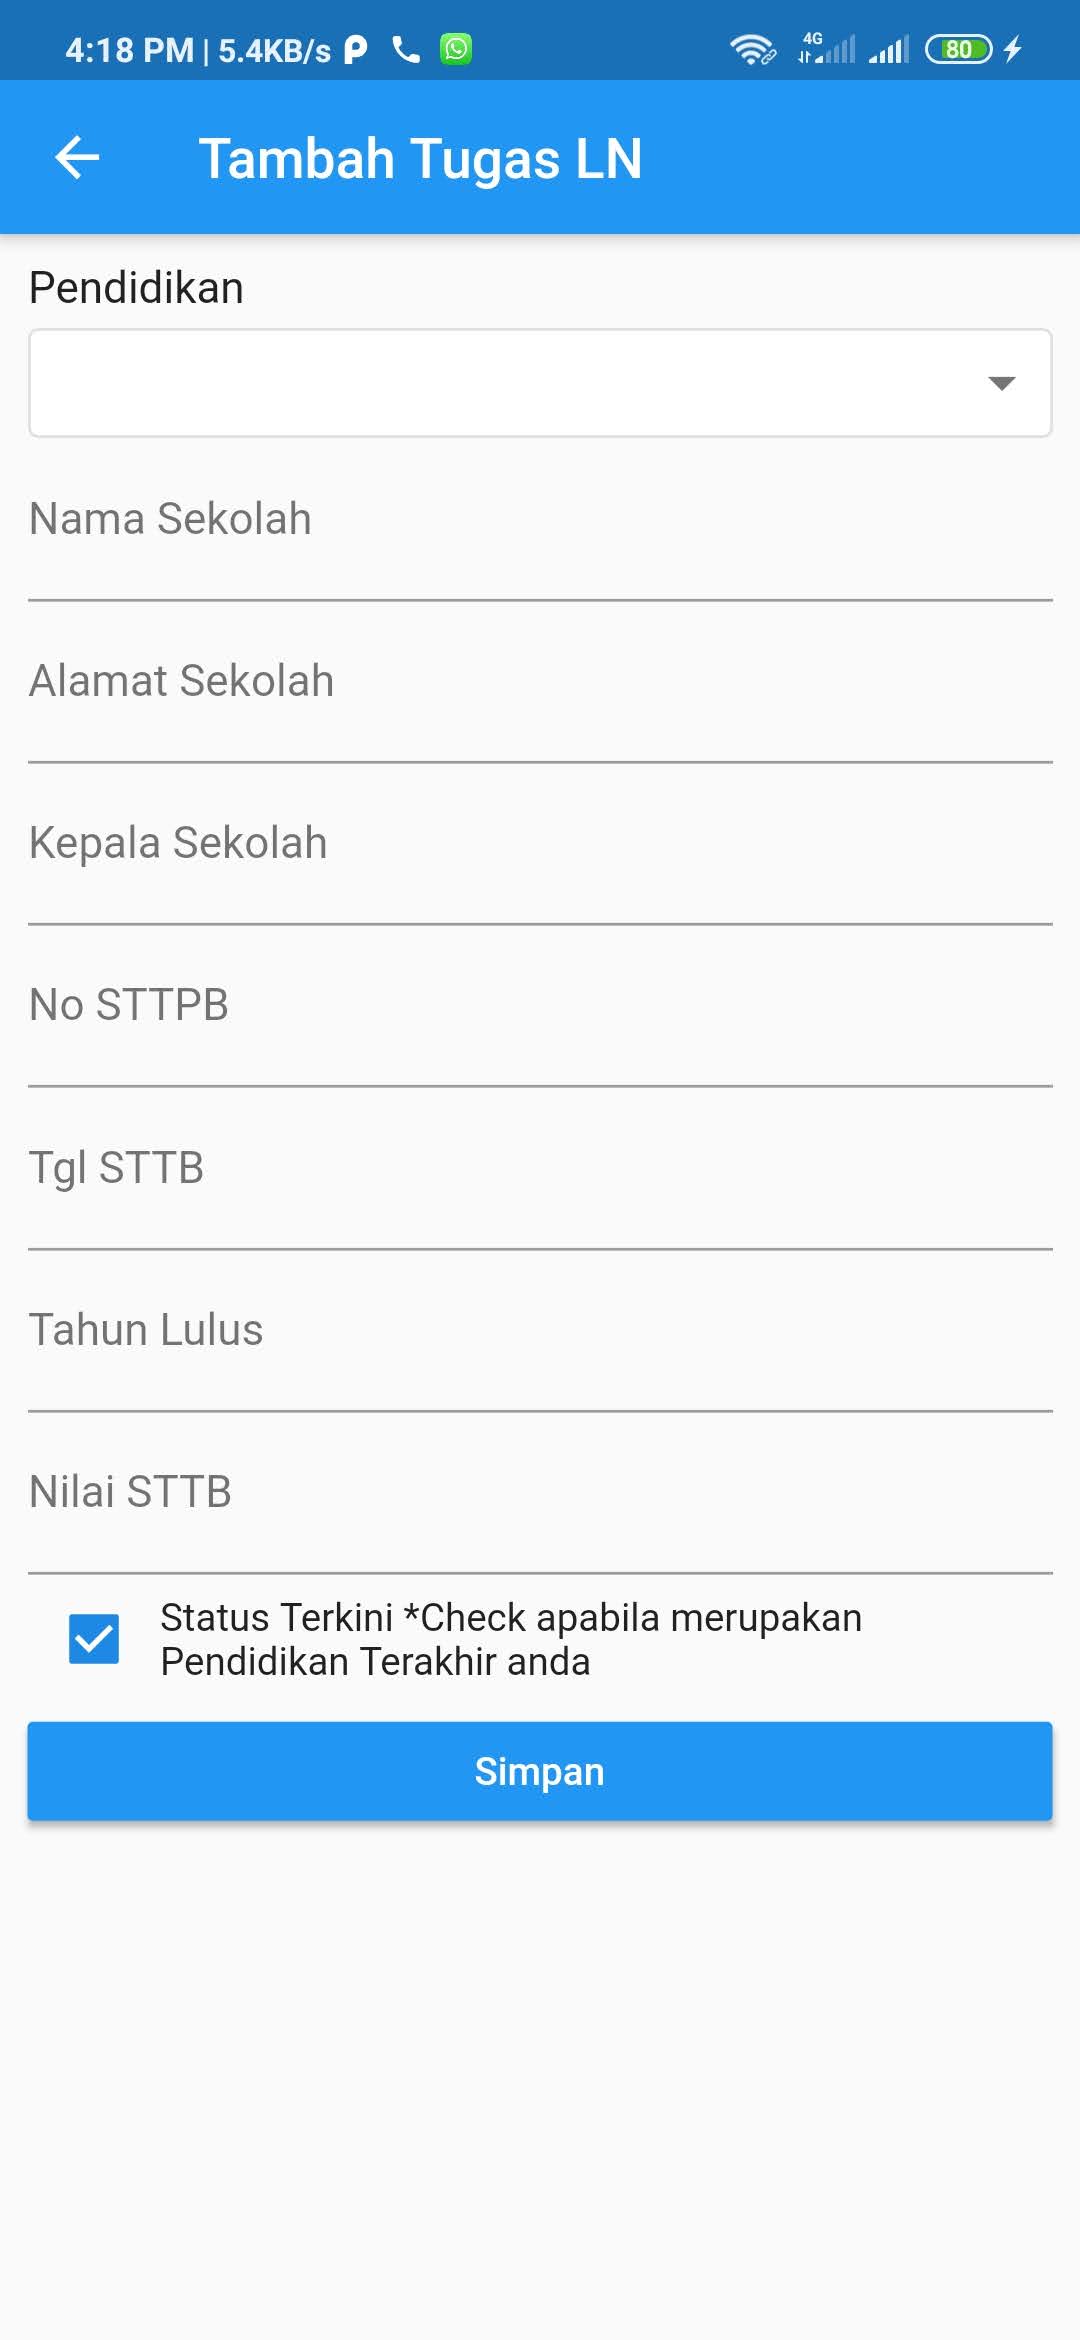 4:18 PM | 5.4KB/s 4G 80
Tambah Tugas LN
Pendidikan
Nama Sekolah
Alamat Sekolah
Kepala Sekolah
No STTPB
Tgl STTB
Tahun Lulus
Nilai STTB
Status Terkini *Check apabila merupakan
Pendidikan Terakhir anda
Simpan